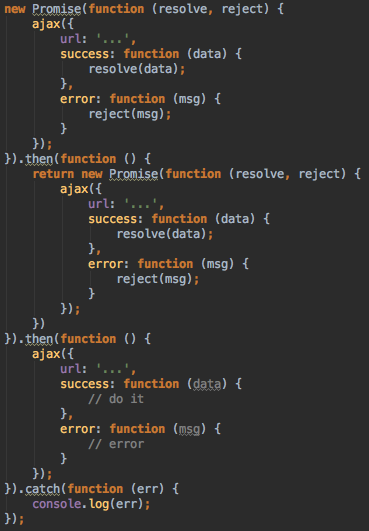 new Promise(function (resolve, reject) {
    ajax({
        url: '...',
        success: function (data) {
            resolve(data);
        },
        error: function (msg) {
            reject(msg);
        }
    });
}).then(function () {
    return new Promise(function (resolve, reject) {
        ajax({
            url: '...',
            success: function (data) {
                resolve(data);
            },
            error: function (msg) {
                reject(msg);
            }
        });
    })
}).then(function () {
    ajax({
        url: '...',
        success: function (data) {
            // do it
        },
        error: function (msg) {
            // error
        }
    });
}).catch(function (err) {
    console.log(err);
});